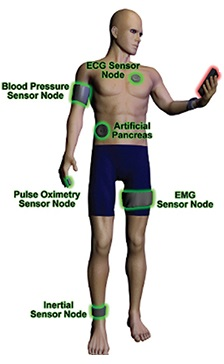 ECG Sensor
Node
Blood Pressure
Sensor Node
Artificial
Pancreas
Pulse Oximetry
Sensor Node
EMG
Sensor Node
Inertial
Sensor Node